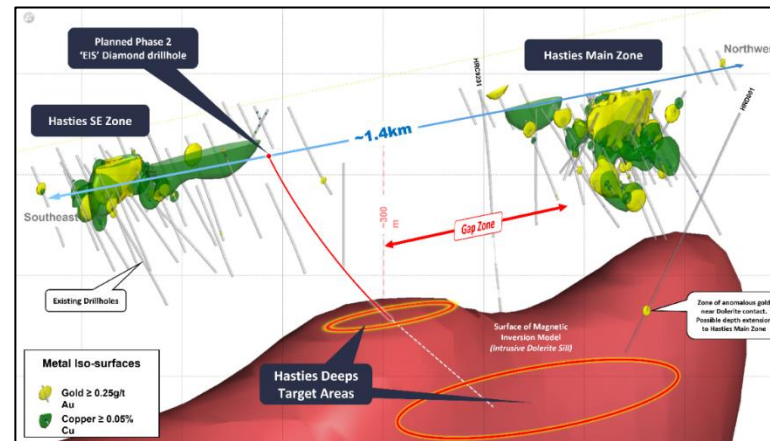 Planned Phase 2
‘EIS’ Diamond drillhole
Hasties Main Zone
Northwest
Hasties SE Zone
HRC9231
HRD001
~1.4km
Southeast
~300
m
Gap Zone
Existing Drillholes
Zone of anomalous gold
near Dolerite contact.
Possible depth extension
to Hasties Main Zone
Surface of Magnetic
Inversion Model
(Intrusive Dolerite Sill)
Hasties Deeps
Target Areas
Metal Iso-surfaces
Gold ≥ 0.25g/t
Au
Copper ≥ 0.05%
Cu